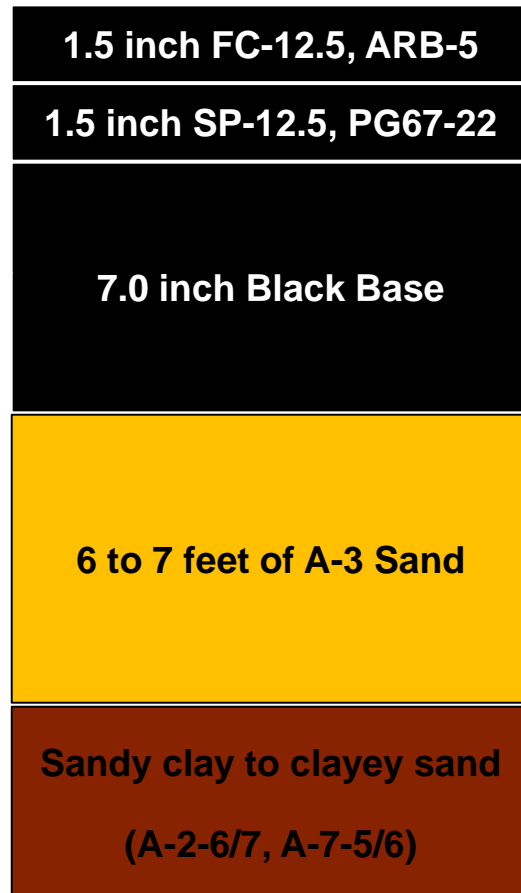 1.5 inch FC-12.5, ARB-5
1.5 inch SP-12.5, PG67-22
7.0 inch Black Base
6 to 7 feet of A-3 Sand
Sandy clay to clayey sand
(A-2-6/7, A-7-5/6)